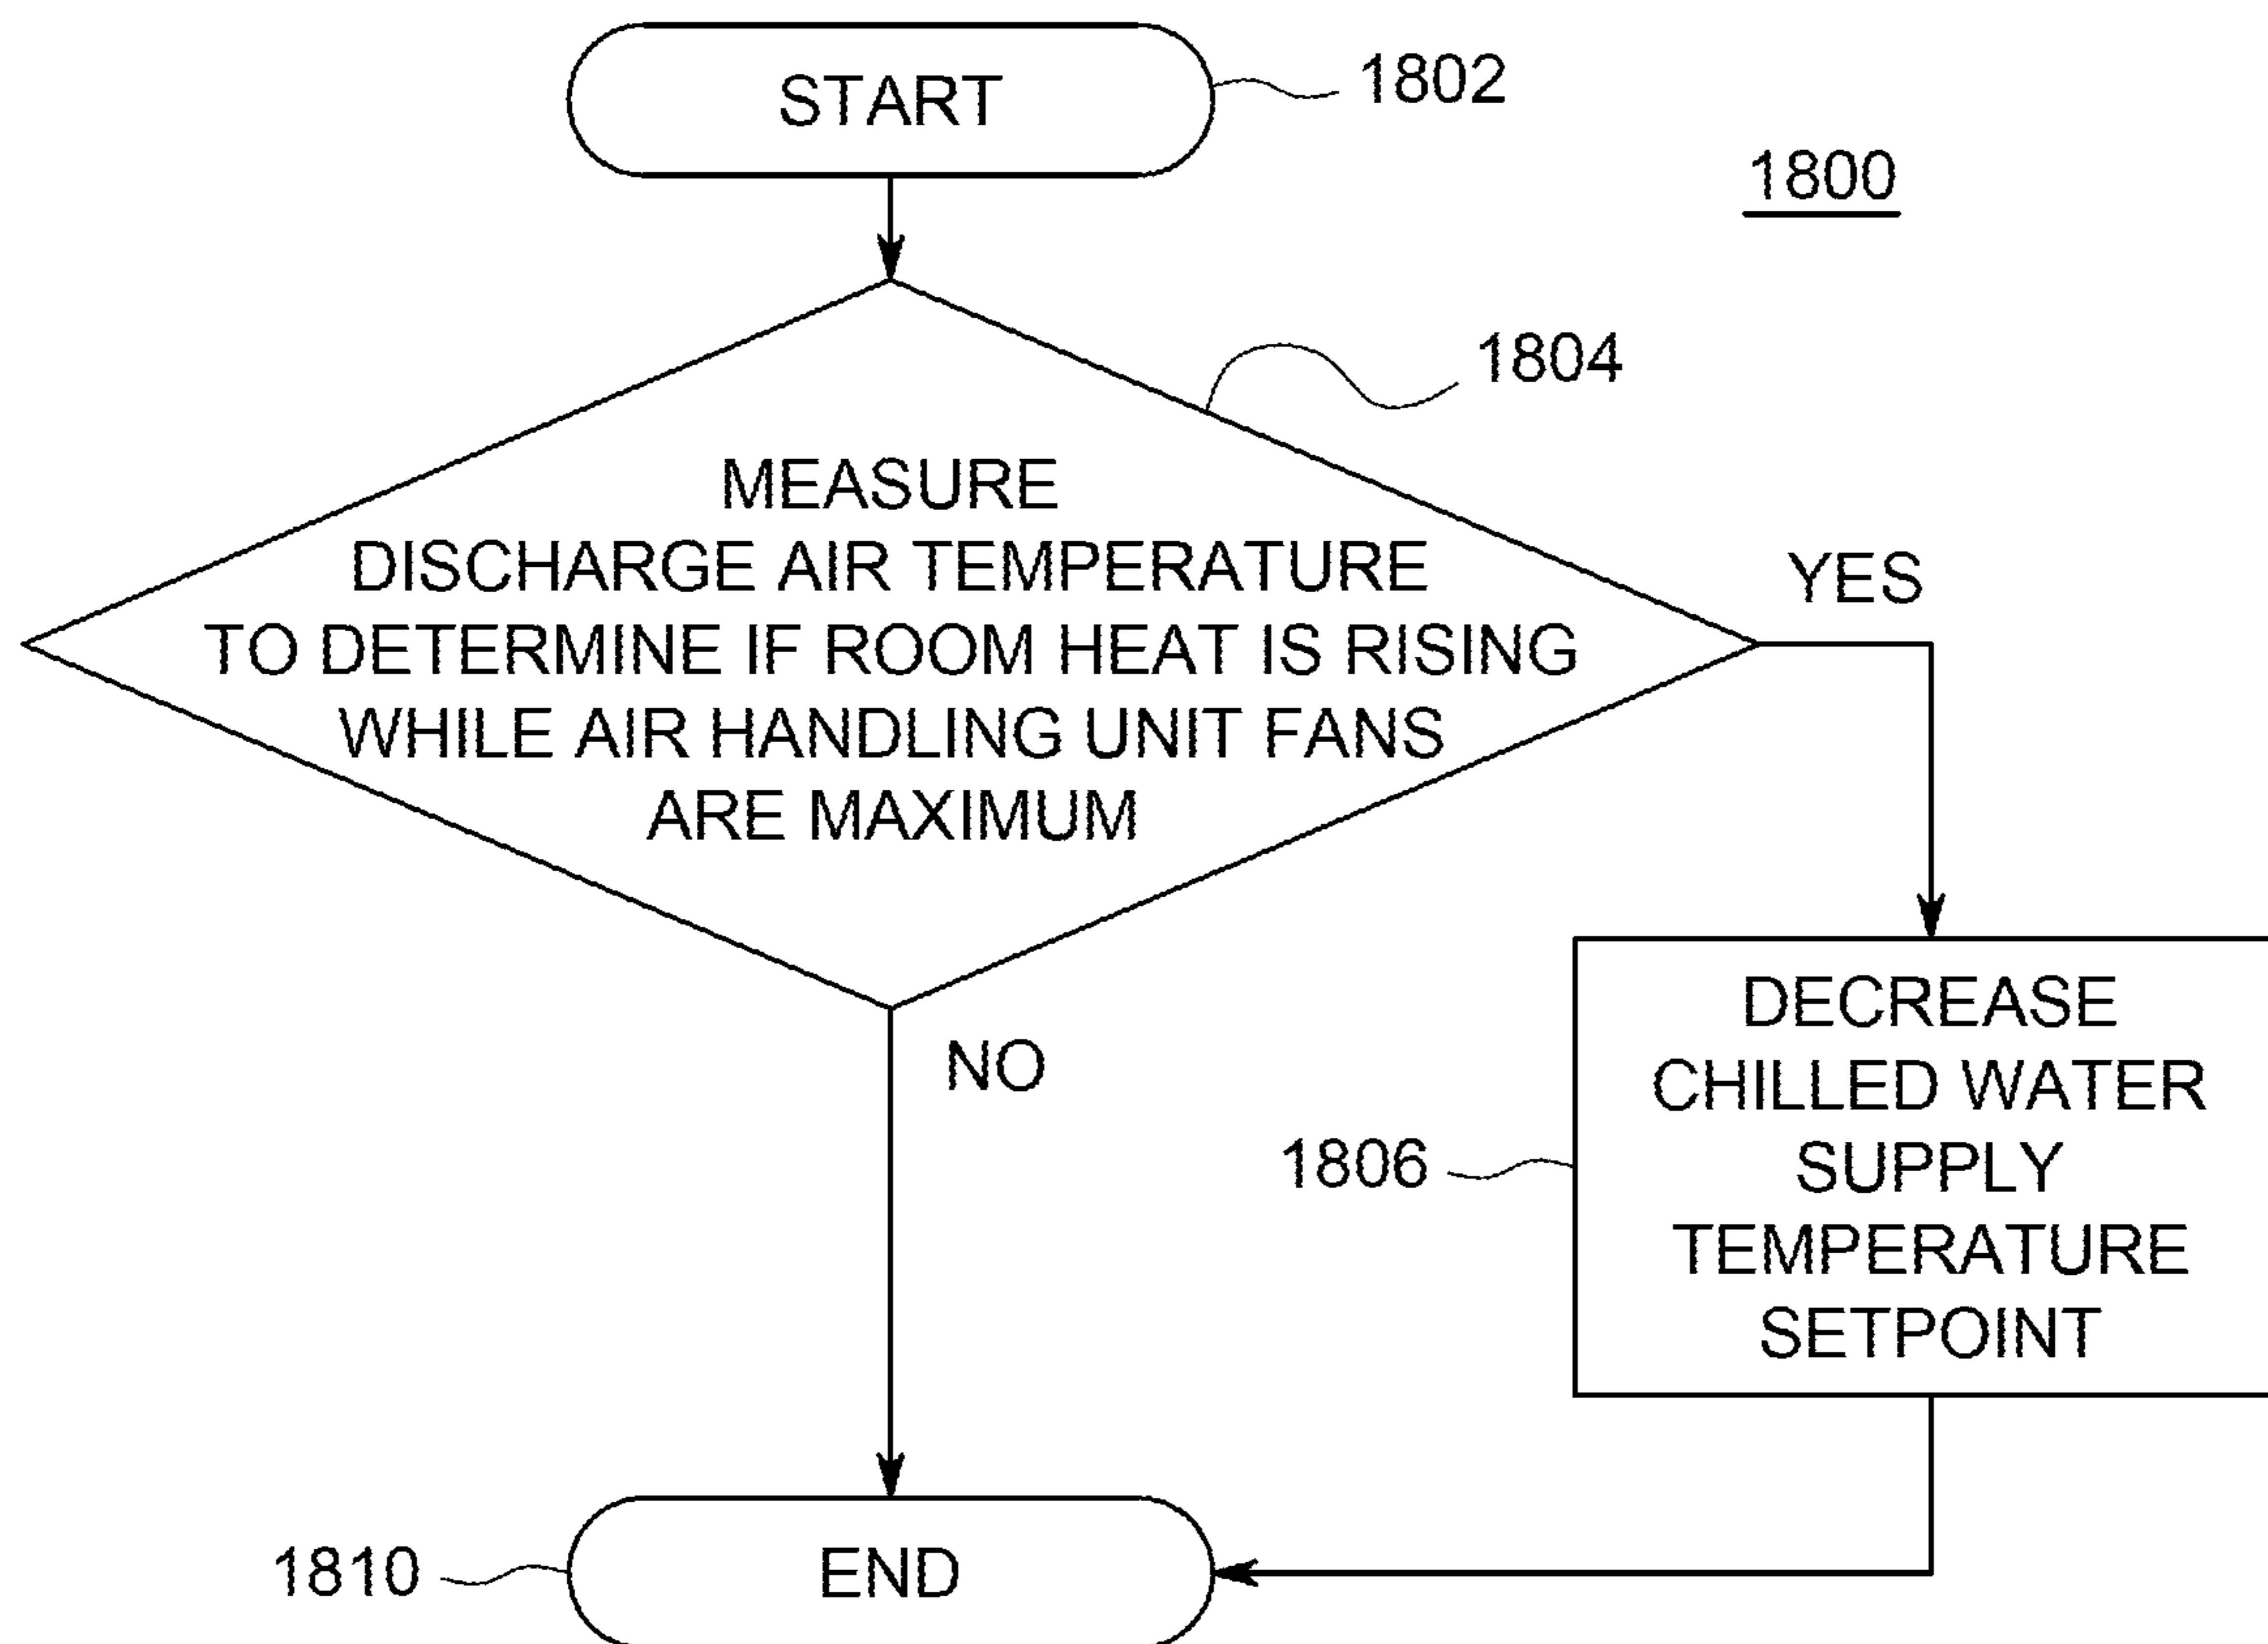 START
1802
1800
1804
MEASURE
DISCHARGE AIR TEMPERATURE
TO DETERMINE IF ROOM HEAT IS RISING
WHILE AIR HANDLING UNIT FANS
ARE MAXIMUM
YES
NO
DECREASE
CHILLED WATER
SUPPLY
TEMPERATURE
SETPOINT
1806
1810
END